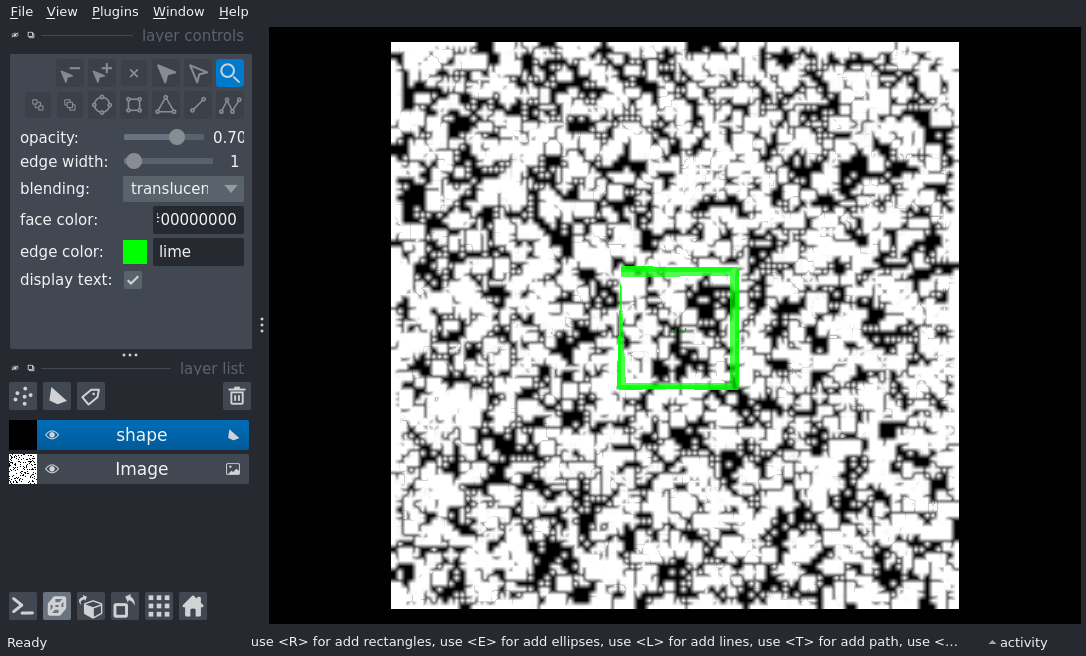 File View Plugins Window Help
layer controls
opacity: 0.70
edge width: 1
blending: translucen
face color: #00000000
edge color: lime
display text:
layer list
shape
Image
Ready use <R> for add rectangles, use <E> for add ellipses, use <L> for add lines, use <T> for add path, use <... activity